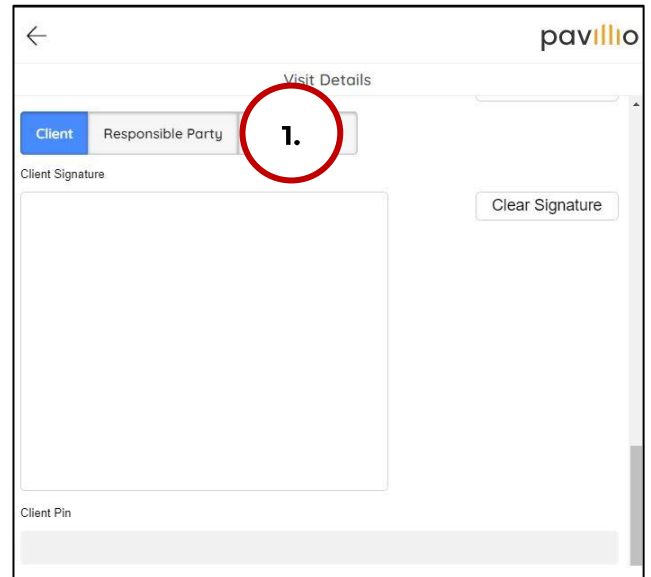 pavillio
Visit Details
Client Responsible Party 1.
Client Signature
Clear Signature
Client Pin